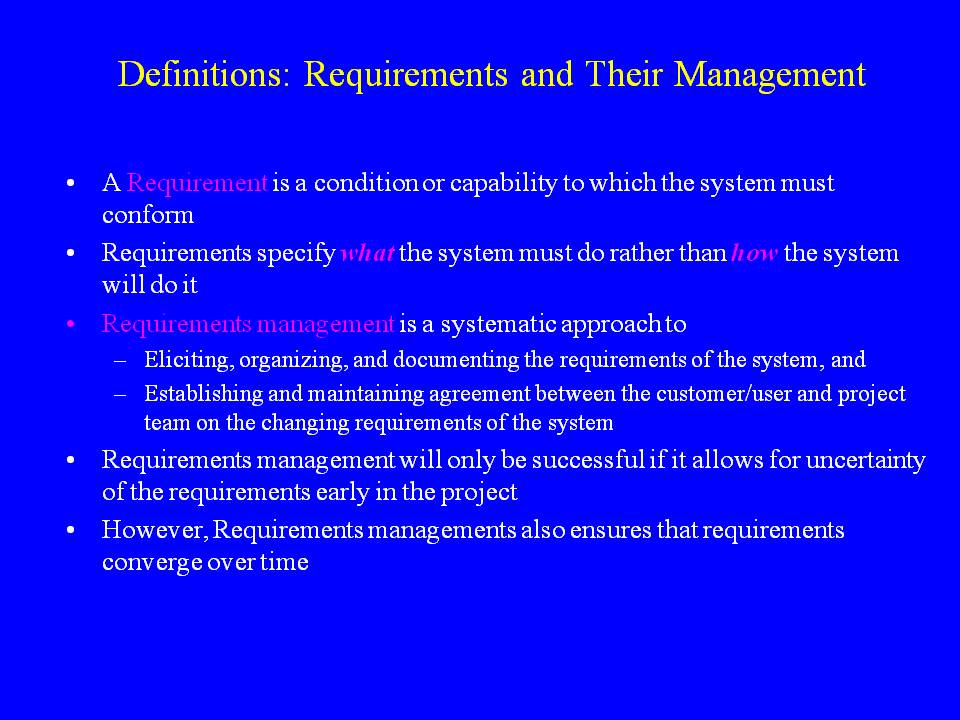 Definitions: Requirements and Their Management
• A Requirement is a condition or capability to which the system must
conform
• Requirements specify what the system must do rather than how the system
will do it
• Requirements management is a systematic approach to
– Eliciting, organizing, and documenting the requirements of the system, and
– Establishing and maintaining agreement between the customer/user and project
team on the changing requirements of the system
• Requirements management will only be successful if it allows for uncertainty
of the requirements early in the project
• However, Requirements managements also ensures that requirements
converge over time